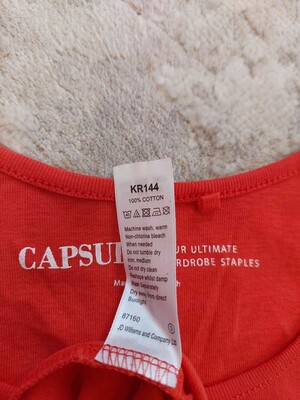 KR144
100% COTTON
Machine wash, warm
Non-chlorine bleach
When needed
Do not tumble dry
Iron, medium
Do not dry clean
Reshape whilst damp
Wash Separately
Dry away from direct
Sunlight
87160
JD Williams and Company Ltd.
CAPSU
UR ULTIMATE
RDROBE STAPLES